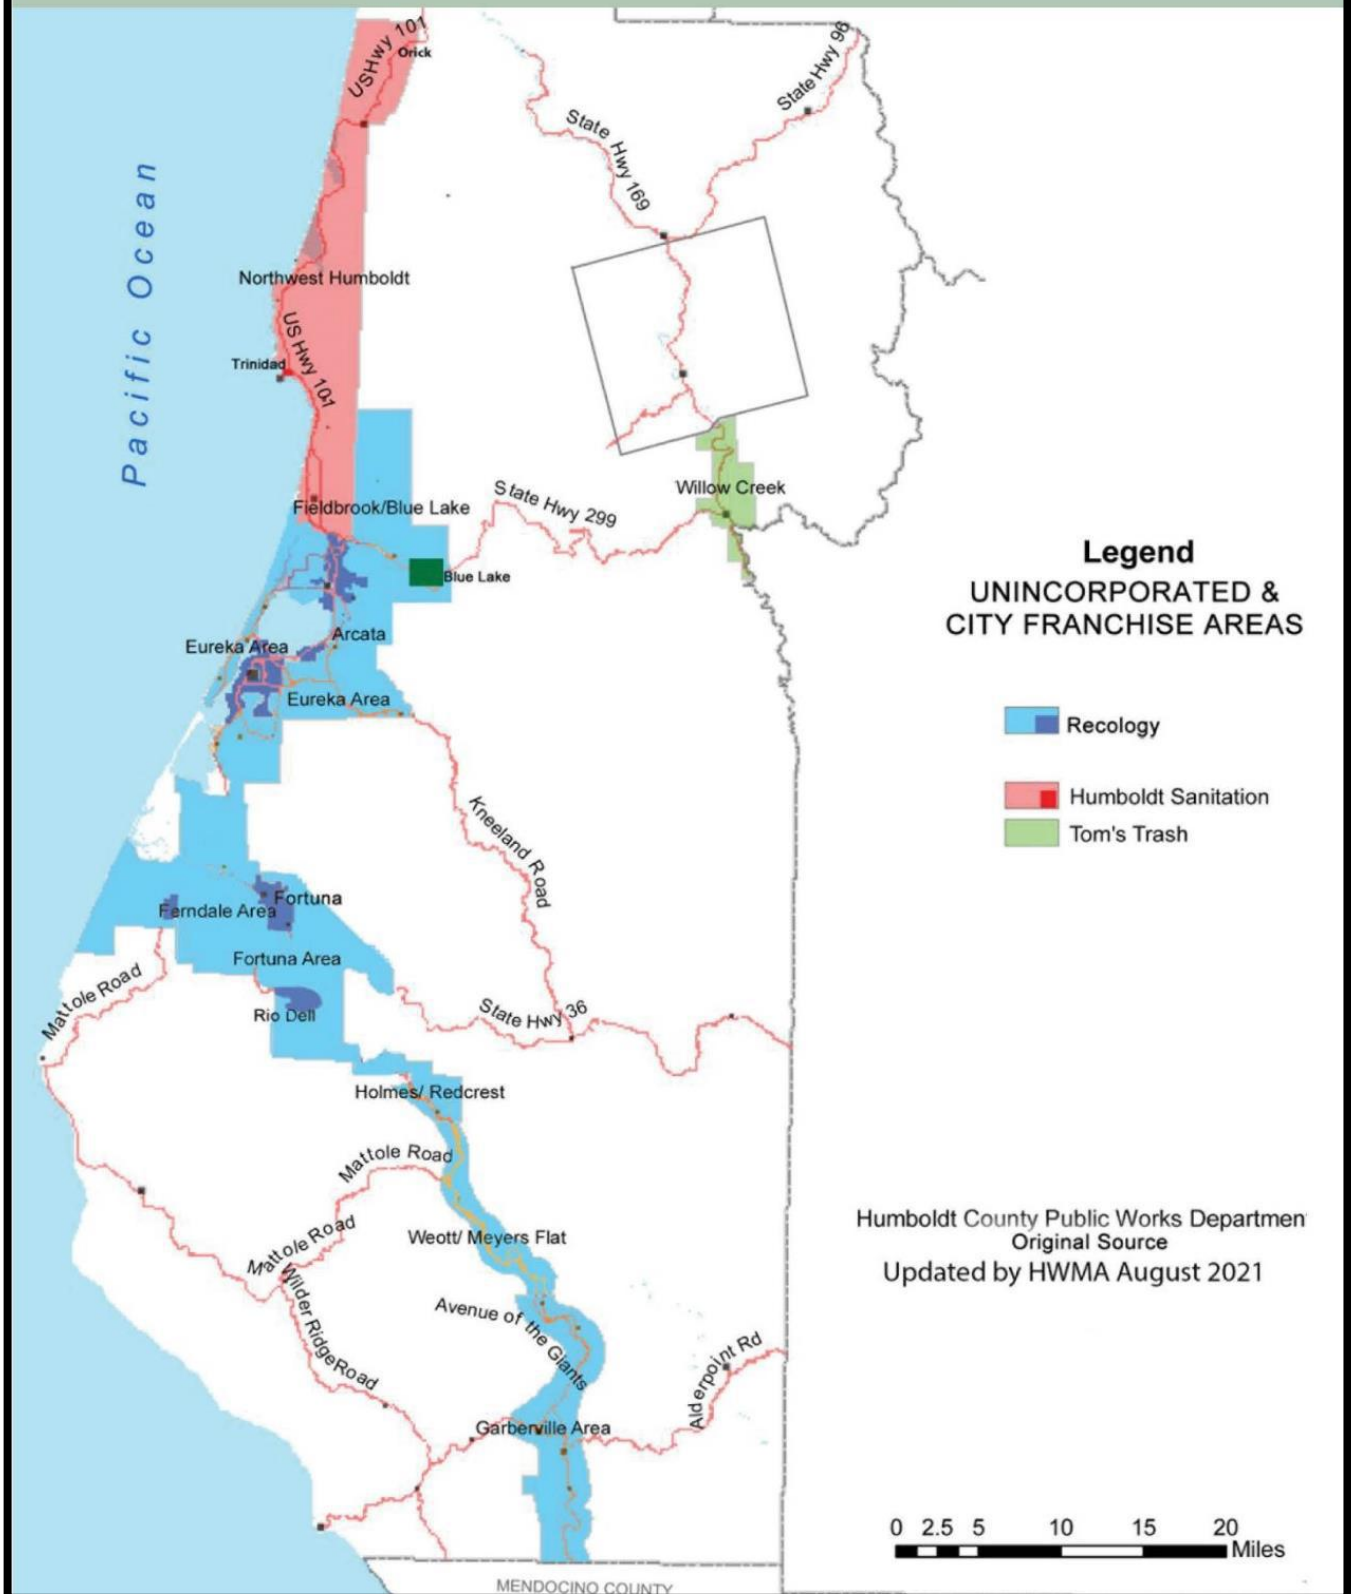 US Hwy 101
Orick
State Hwy 96
State Hwy 169
Pacific Ocean
Northwest Humboldt
US Hwy 101
Trinidad
Willow Creek
State Hwy 299
Fieldbrook/Blue Lake
Blue Lake
Arcata
Eureka Area
Eureka Area
Kneeland Road
Fortuna
Ferndale Area
Fortuna Area
Mattole Road
State Hwy 36
Rio Dell
Holmes/ Redcrest
Mattole Road
Mattole Road
Weott/ Meyers Flat
Wilder Ridge Road
Avenue of the Giants
Alderpoint Rd
Garberville Area
MENDOCINO COUNTY
Legend
UNINCORPORATED &
CITY FRANCHISE AREAS
Recology
Humboldt Sanitation
Tom's Trash
Humboldt County Public Works Departmen
Original Source
Updated by HWMA August 2021
0 2.5 5 10 15 20
Miles